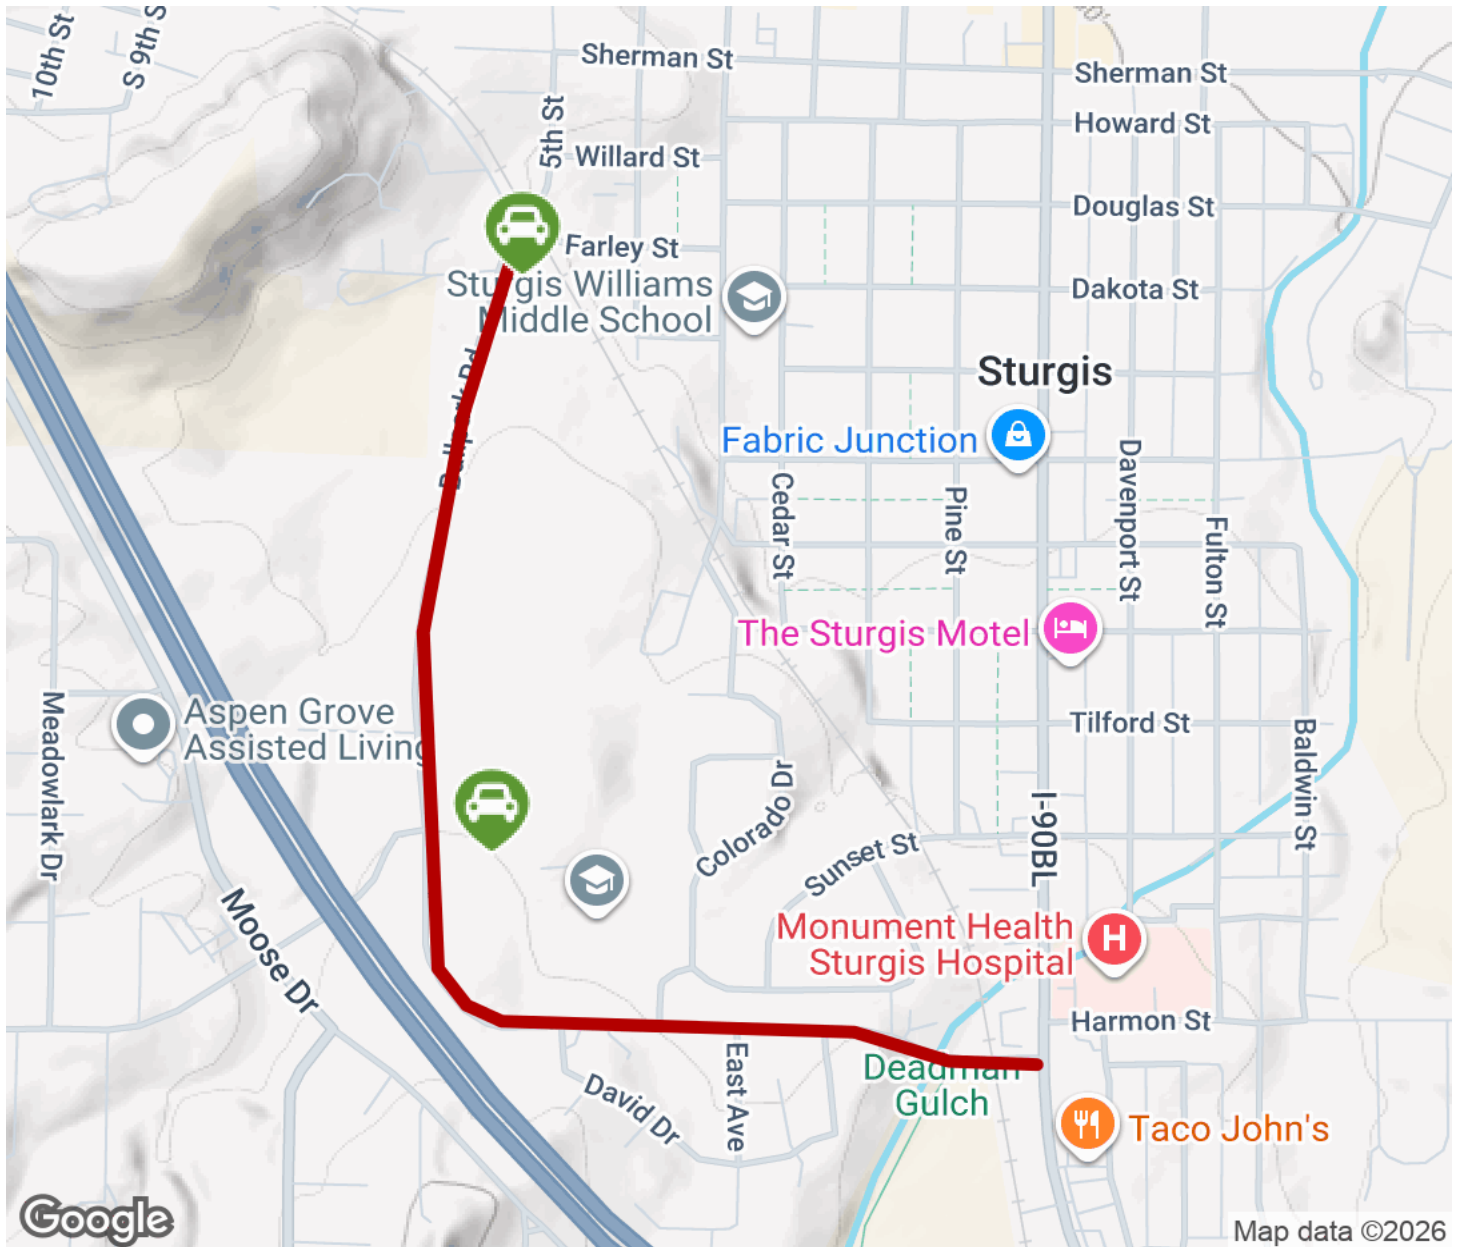 10th St
S 9th S
Sherman St
Sherman St
5th St
Howard St
Willard St
Douglas St
Farley St
Sturgis Williams
Middle School
Dakota St
Ballpark Rd
Sturgis
Fabric Junction
Cedar St
Pine St
Davenport St
Fulton St
The Sturgis Motel
Meadowlark Dr
Aspen Grove
Assisted Living
Tilford St
Baldwin St
Colorado Dr
Sunset St
I-90BL
Moose Dr
Monument Health
Sturgis Hospital
H
Harmon St
East Ave
David Dr
Deadman
Gulch
Taco John's
Google
Map data ©2026